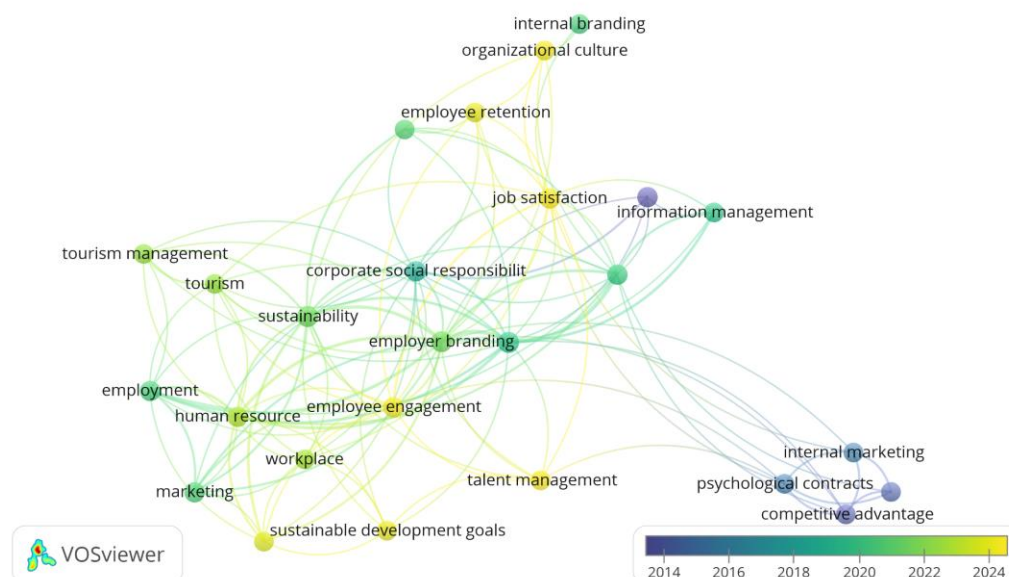 internal branding
organizational culture
employee retention
job satisfaction
information management
tourism management
corporate social responsibilit
tourism
sustainability
employer branding
employment
human resource
employee engagement
workplace
internal marketing
talent management
psychological contracts
marketing
competitive advantage
sustainable development goals
VOSviewer
2014 2016 2018 2020 2022 2024